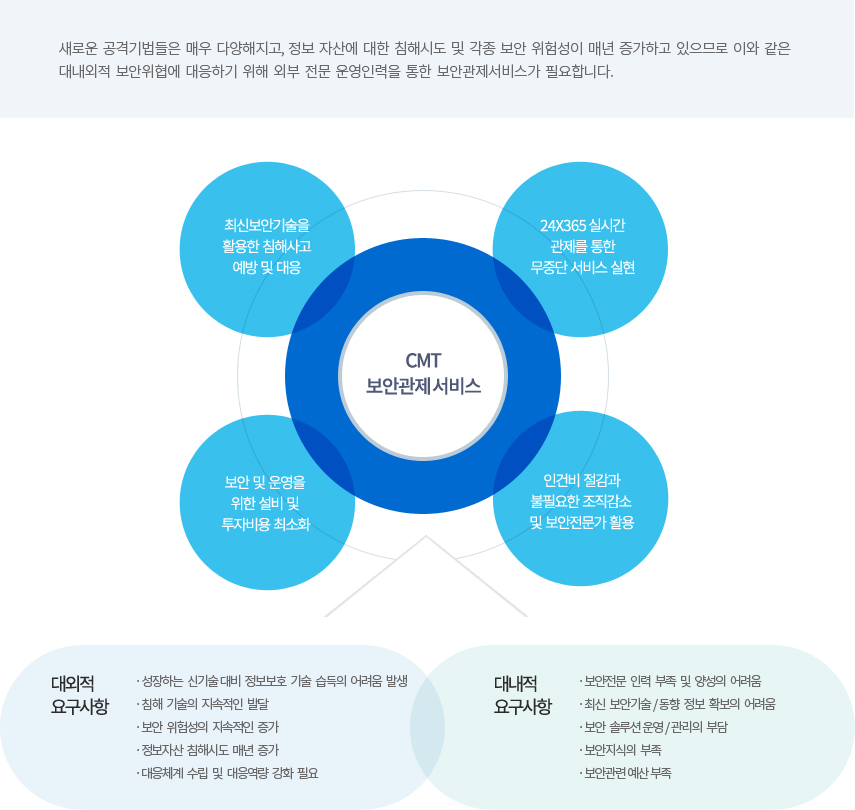 새로운 공격기법들은 매우 다양해지고, 정보 자산에 대한 침해시도 및 각종 보안 위험성이 매년 증가하고 있으므로 이와 같은
대내외적 보안위협에 대응하기 위해 외부 전문 운영인력을 통한 보안관제서비스가 필요합니다.
최신보안기술을
활용한 침해사고
예방 및 대응
24X365 실시간
관제를 통한
무중단 서비스 실현
CMT
보안관제 서비스
보안 및 운영을
위한 설비 및
투자비용 최소화
인건비 절감과
불필요한 조직감소
및 보안전문가 활용
대외적
요구사항
· 성장하는 신기술 대비 정보보호 기술 습득의 어려움 발생
· 침해 기술의 지속적인 발달
· 보안 위험성의 지속적인 증가
· 정보자산 침해시도 매년 증가
· 대응체계 수립 및 대응역량 강화 필요
대내적
요구사항
· 보안전문 인력 부족 및 양성의 어려움
· 최신 보안기술 / 동향 정보 확보의 어려움
· 보안 솔루션 운영 / 관리의 부담
· 보안지식의 부족
· 보안관련 예산 부족